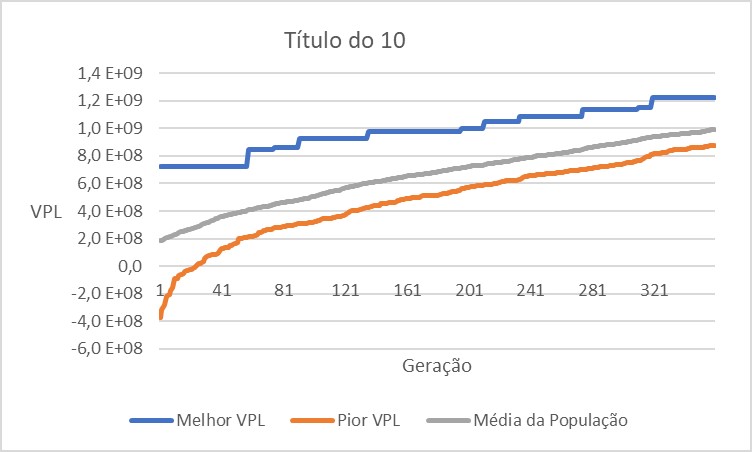 Título do 10
1,4 E+09
1,2 E+09
1,0 E+09
8,0 E+08
6,0 E+08
4,0 E+08
VPL
2,0 E+08
0,0
1 41 81 121 161 201 241 281 321
-2,0 E+08
-4,0 E+08
-6,0 E+08
Geração
Melhor VPL Pior VPL Média da População